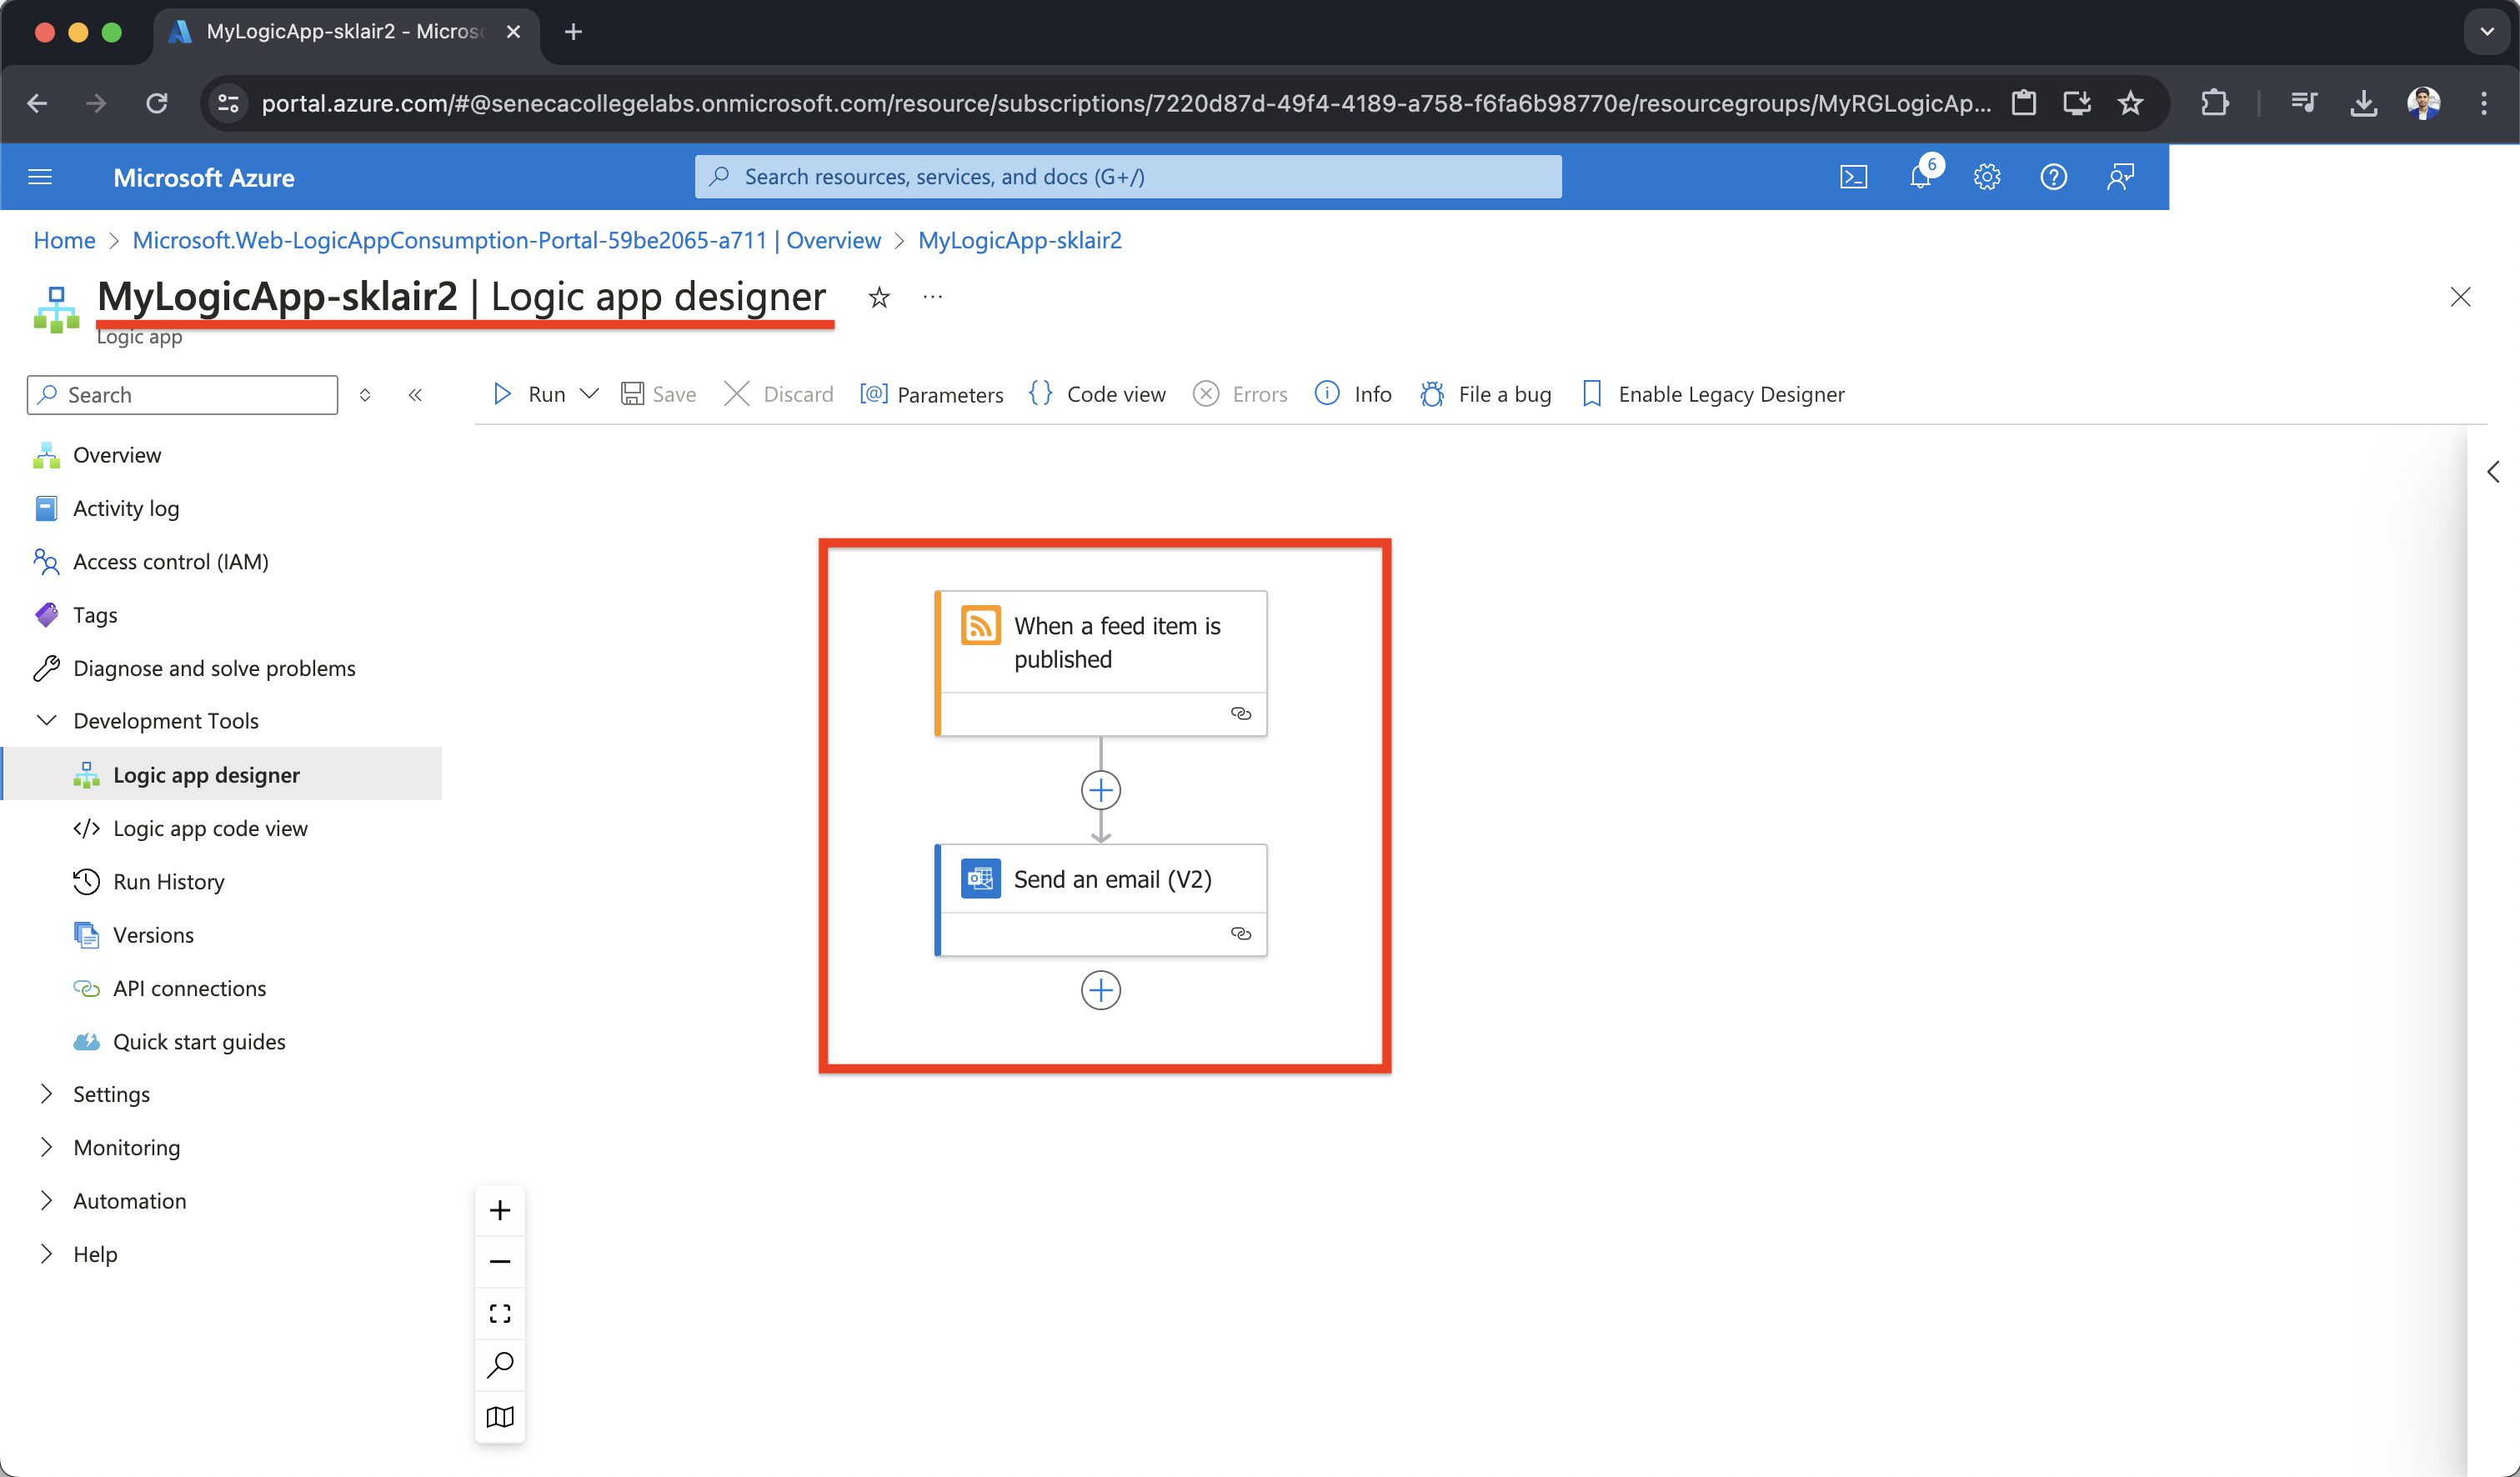 MyLogicApp-sklair2 - Micros
portal.azure.com/#@senecacollegelabs.onmicrosoft.com/resource/subscriptions/7220d87d-49f4-4189-a758-f6fa6b98770e/resourcegroups/MyRGLogicAp...
Microsoft Azure
Search resources, services, and docs (G+/)
6
Home > Microsoft.Web-LogicAppConsumption-Portal-59be2065-a711 | Overview > MyLogicApp-sklair2
MyLogicApp-sklair2 | Logic app designer
Logic app
Search
Run
Save
Discard
Parameters
Code view
Errors
Info
File a bug
Enable Legacy Designer
Overview
Activity log
Access control (IAM)
Tags
Diagnose and solve problems
Development Tools
Logic app designer
Logic app code view
Run History
Versions
API connections
Quick start guides
Settings
Monitoring
Automation
Help
When a feed item is
published
Send an email (V2)